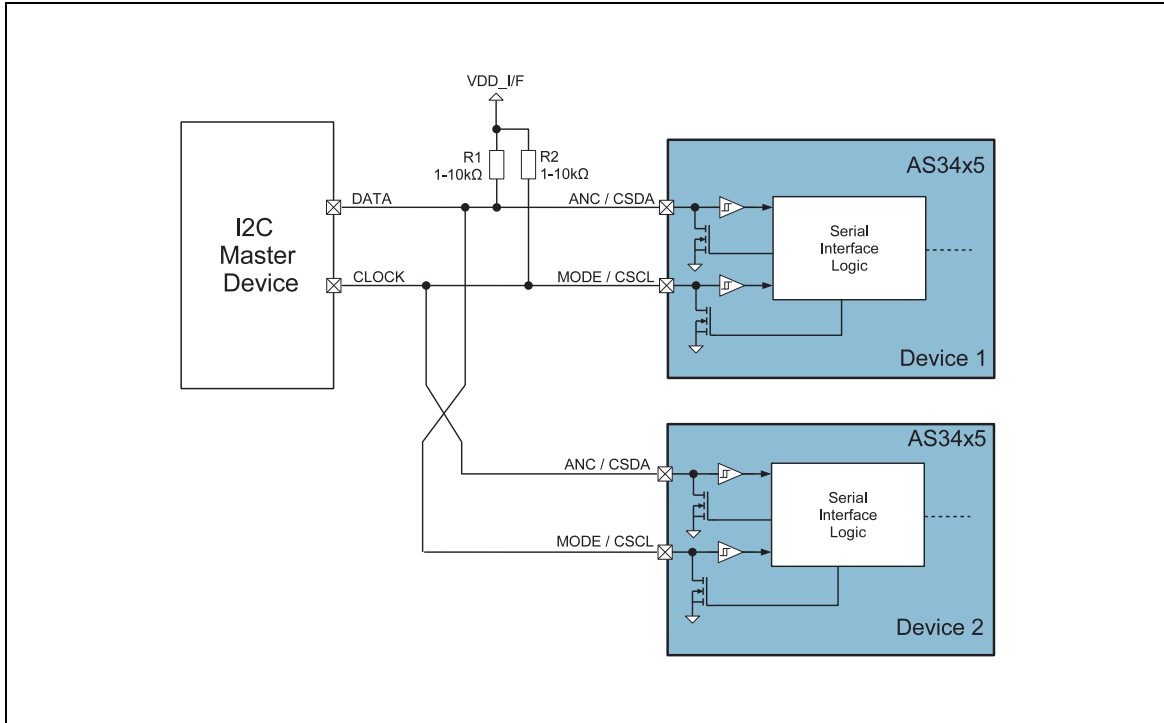 VDD_I/F
R1
1-10kΩ
R2
1-10kΩ
I2C
Master
Device
DATA
CLOCK
ANC / CSDA
MODE / CSCL
AS34x5
Serial
Interface
Logic
Device 1
ANC / CSDA
MODE / CSCL
AS34x5
Serial
Interface
Logic
Device 2